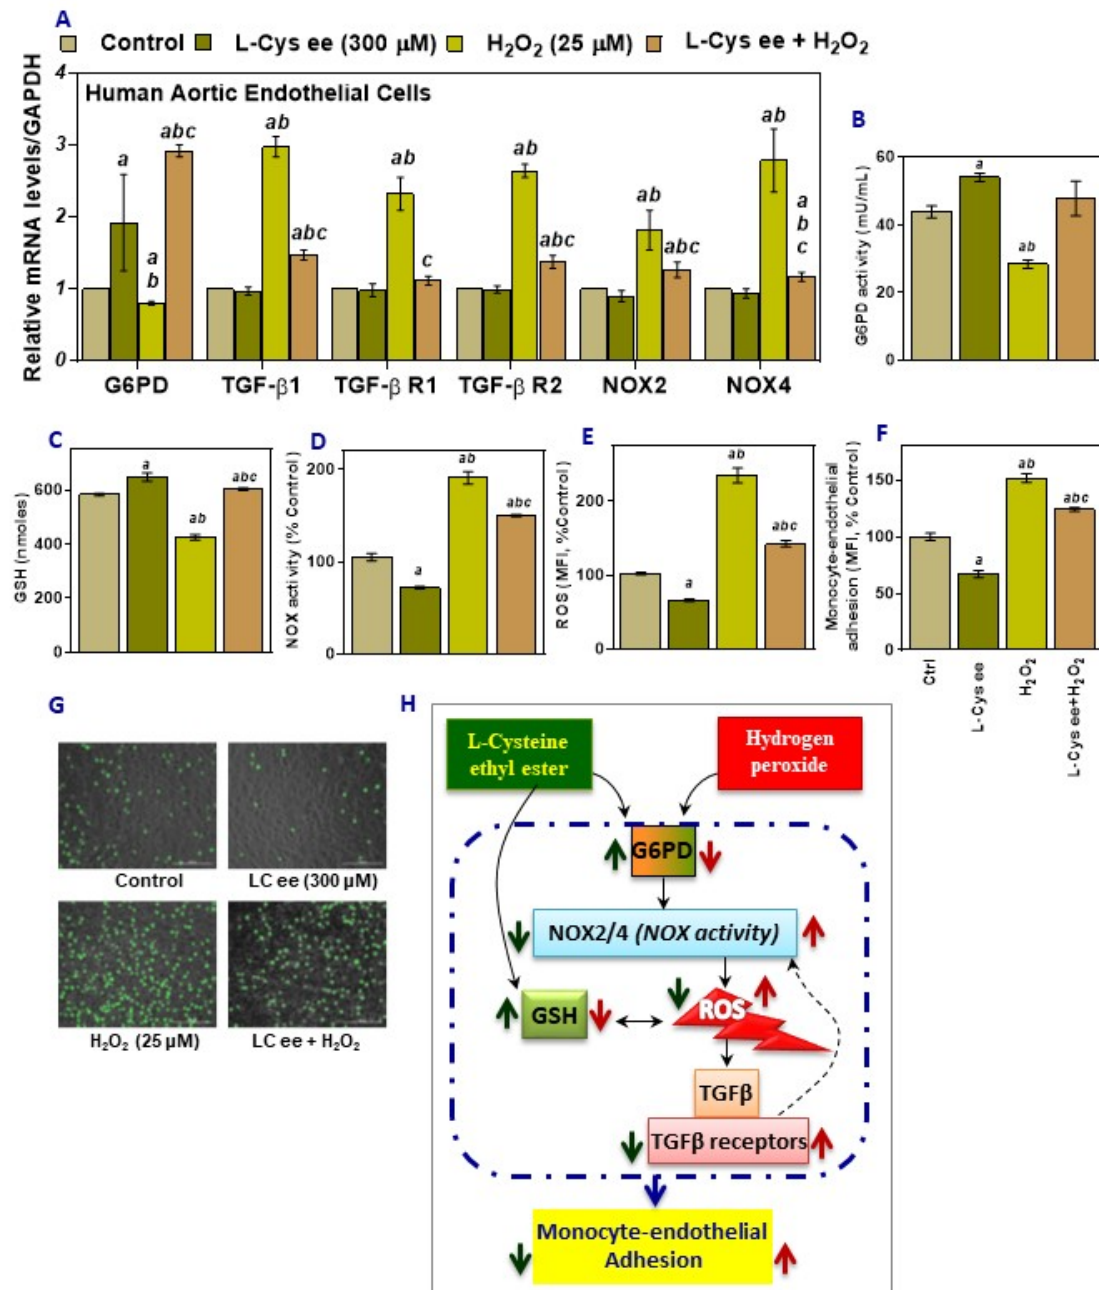 A
Control L-Cys ee (300 µM) H₂O₂ (25 µM) L-Cys ee + H₂O₂
Relative mRNA levels/GAPDH
4
3
2
1
0
Human Aortic Endothelial Cells
a
a
b
abc
ab
abc
ab
c
ab
abc
ab
abc
ab
a
b
c
G6PD TGF-β1 TGF-β R1 TGF-β R2 NOX2 NOX4
B
G6PD activity (mU/mL)
60
40
20
0
a
ab
C
GSH (nmoles)
600
400
200
0
a
ab
abc
D
NOX activity (% Control)
200
100
0
a
ab
abc
E
ROS (MFI, %Control)
200
100
0
a
ab
abc
F
Monocyte-endothelial
adhesion (MFI, % Control)
150
100
50
0
a
ab
abc
Ctrl
L-Cys ee
H₂O₂
L-Cys ee+H₂O₂
G
Control
LC ee (300 µM)
H₂O₂ (25 µM)
LC ee + H₂O₂
H
L-Cysteine
ethyl ester
Hydrogen
peroxide
G6PD
NOX2/4 (NOX activity)
GSH
ROS
TGFβ
TGFβ receptors
Monocyte-endothelial
Adhesion